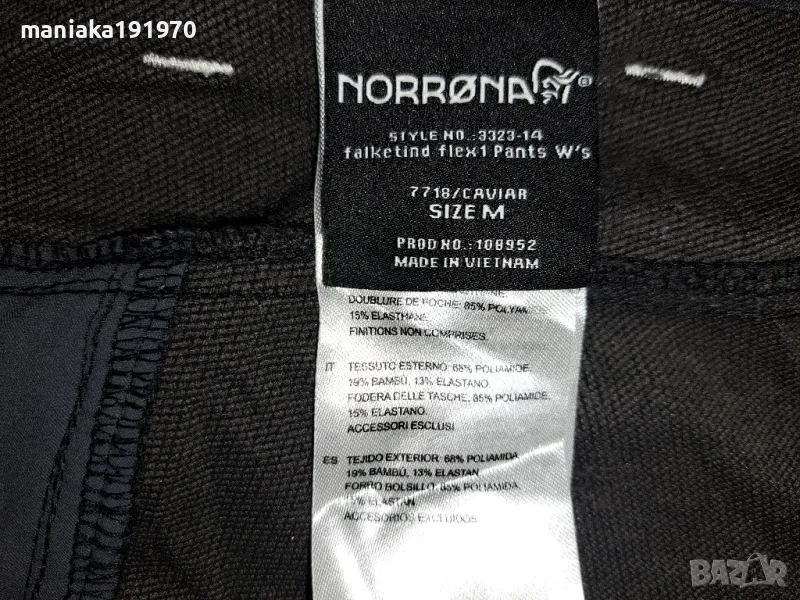 maniaka191970
NORRØNA®
STYLE NO.:3323-14
falketind flex1 Pants W's
7718/CAVIAR
SIZE M
PROD NO.:108952
MADE IN VIETNAM
DOUBLURE DE POCHE: 85% POLYAMIDE,
15% ELASTHANE.
FINITIONS NON COMPRISES.
IT TESSUTO ESTERNO: 68% POLIAMIDE,
19% BAMBÙ, 13% ELASTANO.
FODERA DELLE TASCHE, 85% POLIAMIDE,
15% ELASTANO.
ACCESSORI ESCLUSI
ES TEJIDO EXTERIOR: 68% POLIAMIDA
19% BAMBÚ, 13% ELASTAN
FORRO BOLSILLO: 85% POLIAMIDA
ELASTAN
ACCESORIOS EXCLUIDOS
BAZAR